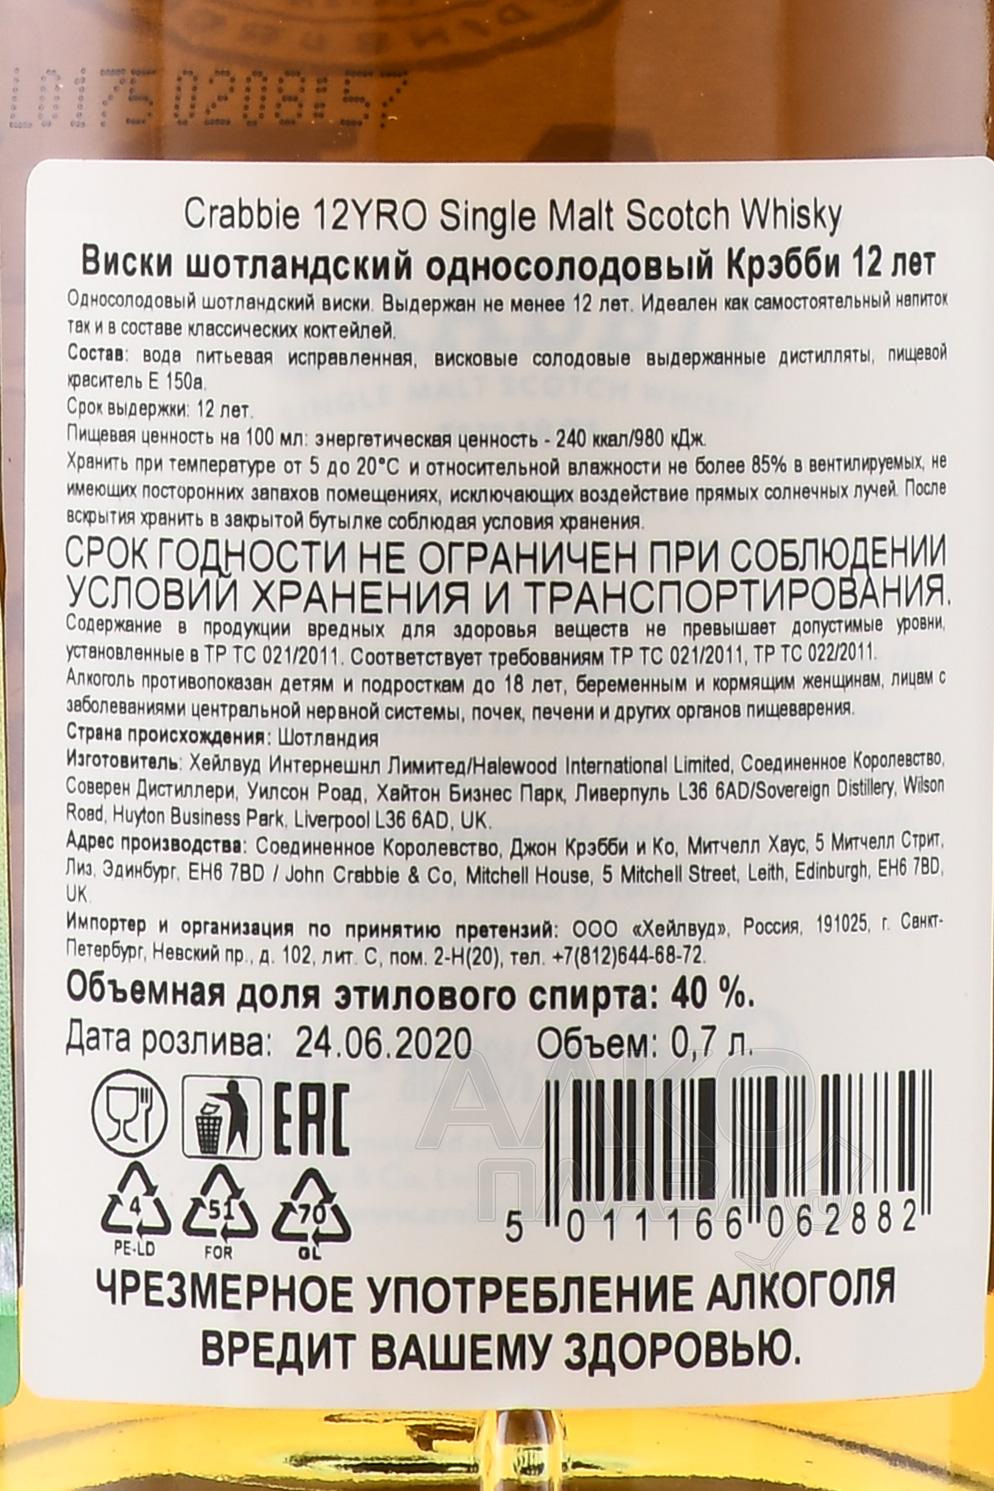 L0175 0208:57
Crabbie 12YRO Single Malt Scotch Whisky
Виски шотландский односолодовый Крэбби 12 лет
Односолодовый шотландский виски. Выдержан не менее 12 лет. Идеален как самостоятельный напиток
так и в составе классических коктейлей.
Состав: вода питьевая исправленная, висковые солодовые выдержанные дистилляты, пищевой
краситель Е 150а.
Срок выдержки: 12 лет.
Пищевая ценность на 100 мл: энергетическая ценность - 240 ккал/980 кДж.
Хранить при температуре от 5 до 20°С и относительной влажности не более 85% в вентилируемых, не
имеющих посторонних запахов помещениях, исключающих воздействие прямых солнечных лучей. После
вскрытия хранить в закрытой бутылке соблюдая условия хранения.
СРОК ГОДНОСТИ НЕ ОГРАНИЧЕН ПРИ СОБЛЮДЕНИИ
УСЛОВИЙ ХРАНЕНИЯ И ТРАНСПОРТИРОВАНИЯ.
Содержание в продукции вредных для здоровья веществ не превышает допустимые уровни,
установленные в ТР ТС 021/2011. Соответствует требованиям ТР ТС 021/2011, ТР ТС 022/2011.
Алкоголь противопоказан детям и подросткам до 18 лет, беременным и кормящим женщинам, лицам с
заболеваниями центральной нервной системы, почек, печени и других органов пищеварения.
Страна происхождения: Шотландия
Изготовитель: Хейлвуд Интернешнл Лимитед/Halewood International Limited, Соединенное Королевство,
Соверен Дистиллери, Уилсон Роад, Хайтон Бизнес Парк, Ливерпуль L36 6AD/Sovereign Distillery, Wilson
Road, Huyton Business Park, Liverpool L36 6AD, UK.
Адрес производства: Соединенное Королевство, Джон Крэбби и Ко, Митчелл Хаус, 5 Митчелл Стрит,
Лиз, Эдинбург, EH6 7BD / John Crabbie & Co, Mitchell House, 5 Mitchell Street, Leith, Edinburgh, EH6 7BD,
UK.
Импортер и организация по принятию претензий: ООО «Хейлвуд», Россия, 191025, г. Санкт-
Петербург, Невский пр., д. 102, лит. С, пом. 2-Н(20), тел. +7(812)644-68-72.
Объемная доля этилового спирта: 40 %.
Дата розлива: 24.06.2020 Объем: 0,7 л.
EAC
4 51 70
PE-LD FOR GL
5 011166 062882
АЛКО
ПЛАВА
ЧРЕЗМЕРНОЕ УПОТРЕБЛЕНИЕ АЛКОГОЛЯ
ВРЕДИТ ВАШЕМУ ЗДОРОВЬЮ.